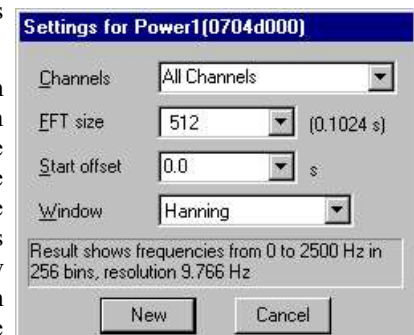 Settings for Power1(0704d000)
Channels All Channels
FFT size 512 (0.1024 s)
Start offset 0.0 s
Window Hanning
Result shows frequencies from 0 to 2500 Hz in
256 bins, resolution 9.766 Hz
New Cancel